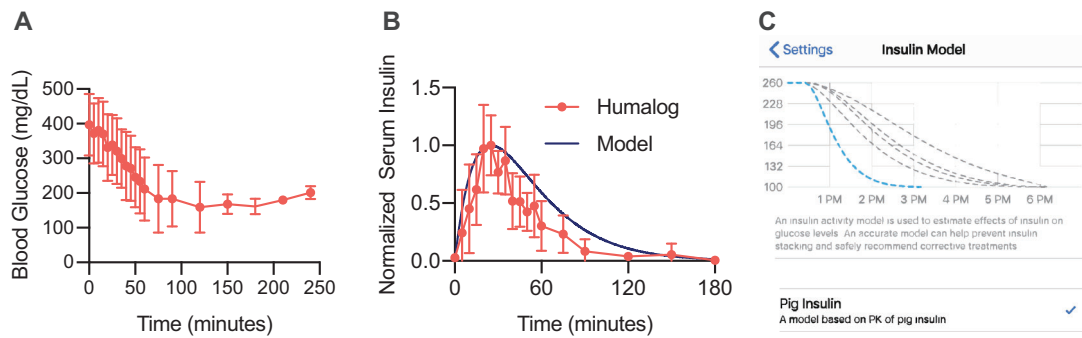 A
Blood Glucose (mg/dL)
500
400
300
200
100
0
0 50 100 150 200 250
Time (minutes)
B
Normalized Serum Insulin
1.5
1.0
0.5
0.0
0 60 120 180
Time (minutes)
Humalog
Model
C
Settings
Insulin Model
260
228
196
164
132
100
1 PM 2 PM 3 PM 4 PM 5 PM 6 PM
An insulin activity model is used to estimate effects of insulin on
glucose levels An accurate model can help prevent insulin
stacking and safely recommend corrective treatments
Pig Insulin
A model based on PK of pig insulin